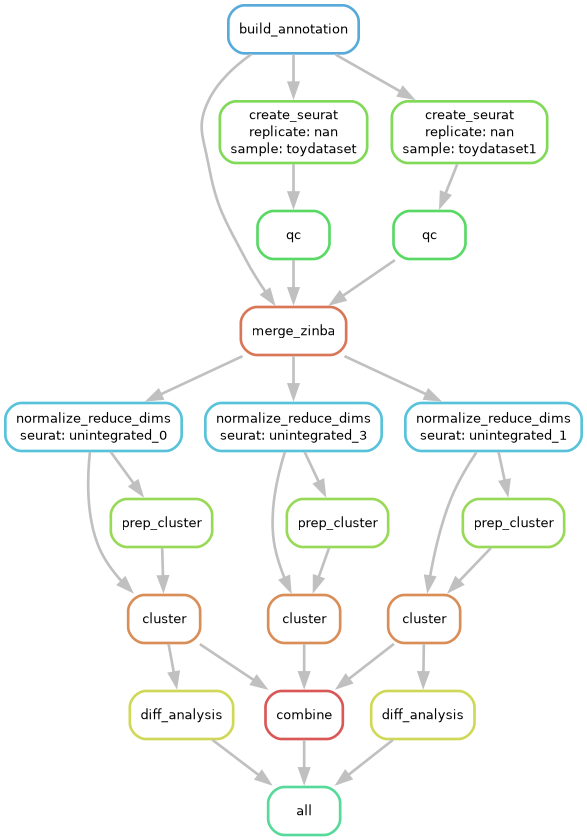 build_annotation
create_seurat
replicate: nan
sample: toydataset
create_seurat
replicate: nan
sample: toydataset1
qc
qc
merge_zinba
normalize_reduce_dims
seurat: unintegrated_0
normalize_reduce_dims
seurat: unintegrated_3
normalize_reduce_dims
seurat: unintegrated_1
prep_cluster
prep_cluster
prep_cluster
cluster
cluster
cluster
diff_analysis
combine
diff_analysis
all